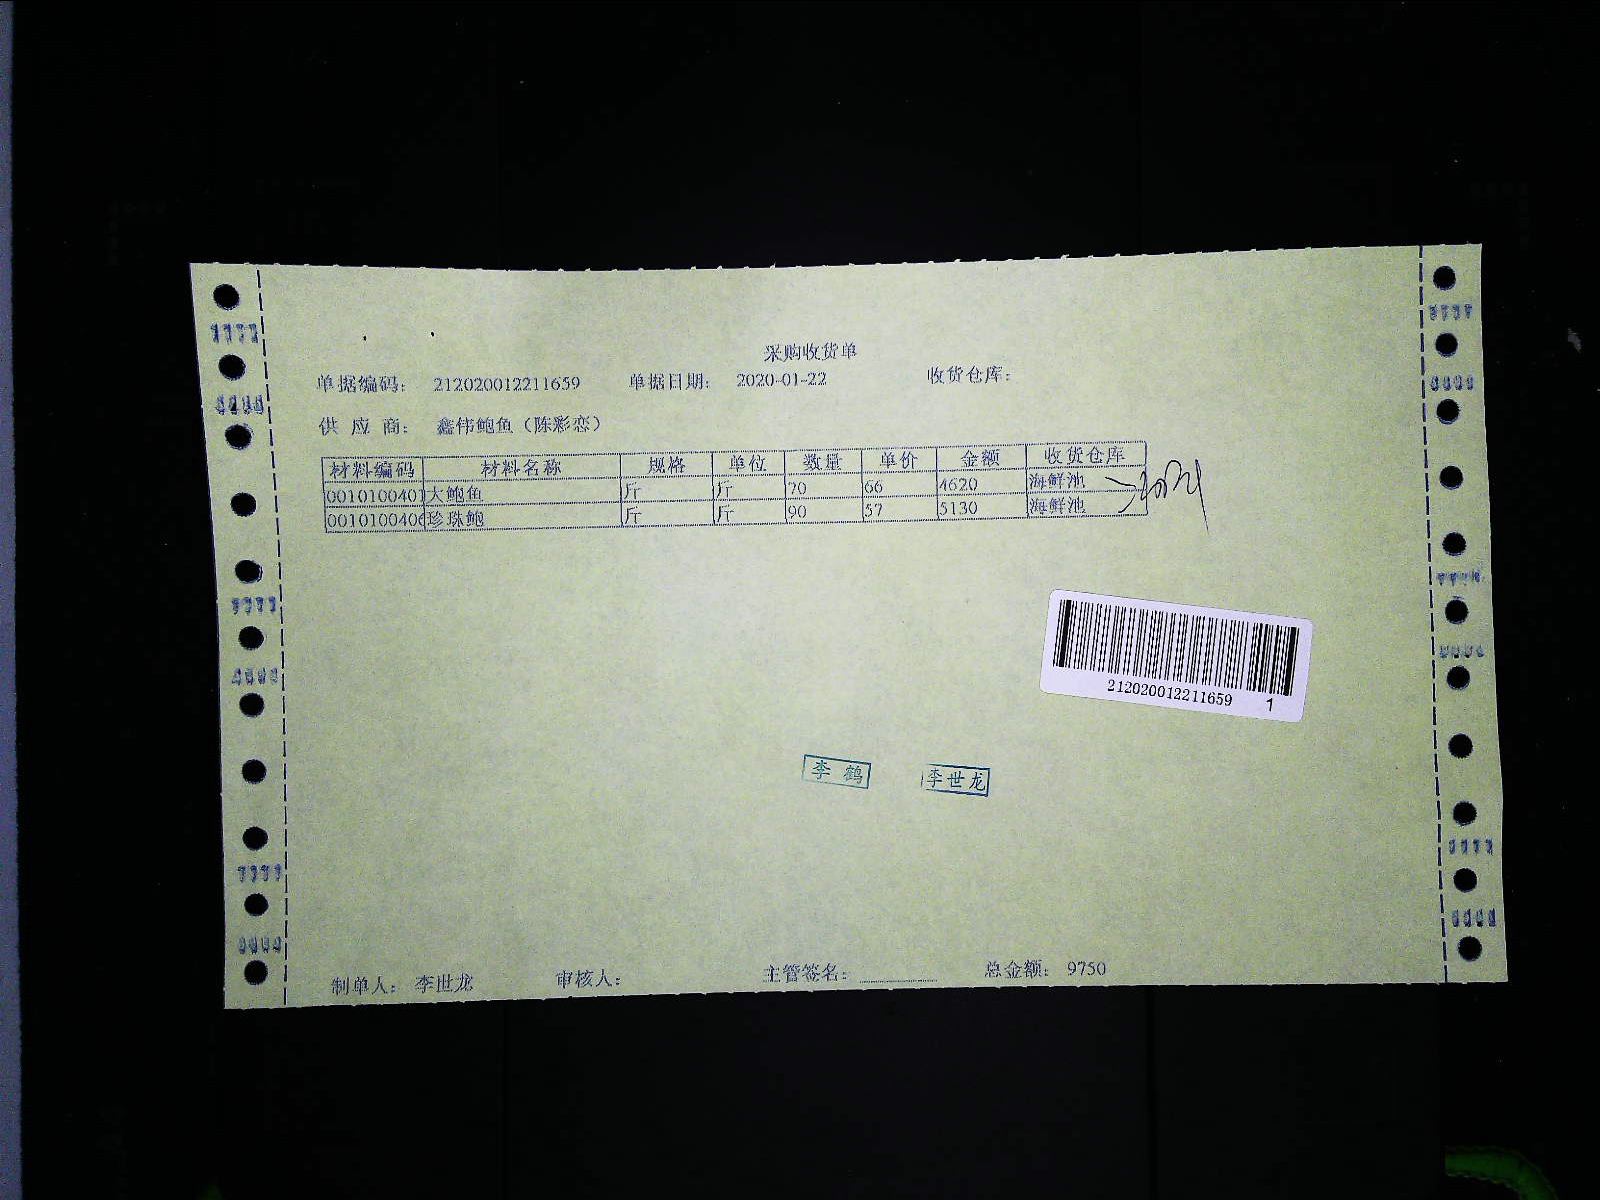 采购收货单
单据编码: 212020012211659 单据日期: 2020-01-22 收货仓库:
供 应 商: 鑫伟鲍鱼（陈彩恋）
材料编码 材料名称 规格 单位 数量 单价 金额 收货仓库
0010100401 大鲍鱼 斤 斤 70 66 4620 海鲜池
001010040 珍珠鲍 斤 斤 90 57 5130 海鲜池
212020012211659 1
李 鹤 李世龙
制单人: 李世龙 审核人: 主管签名: 总金额: 9750